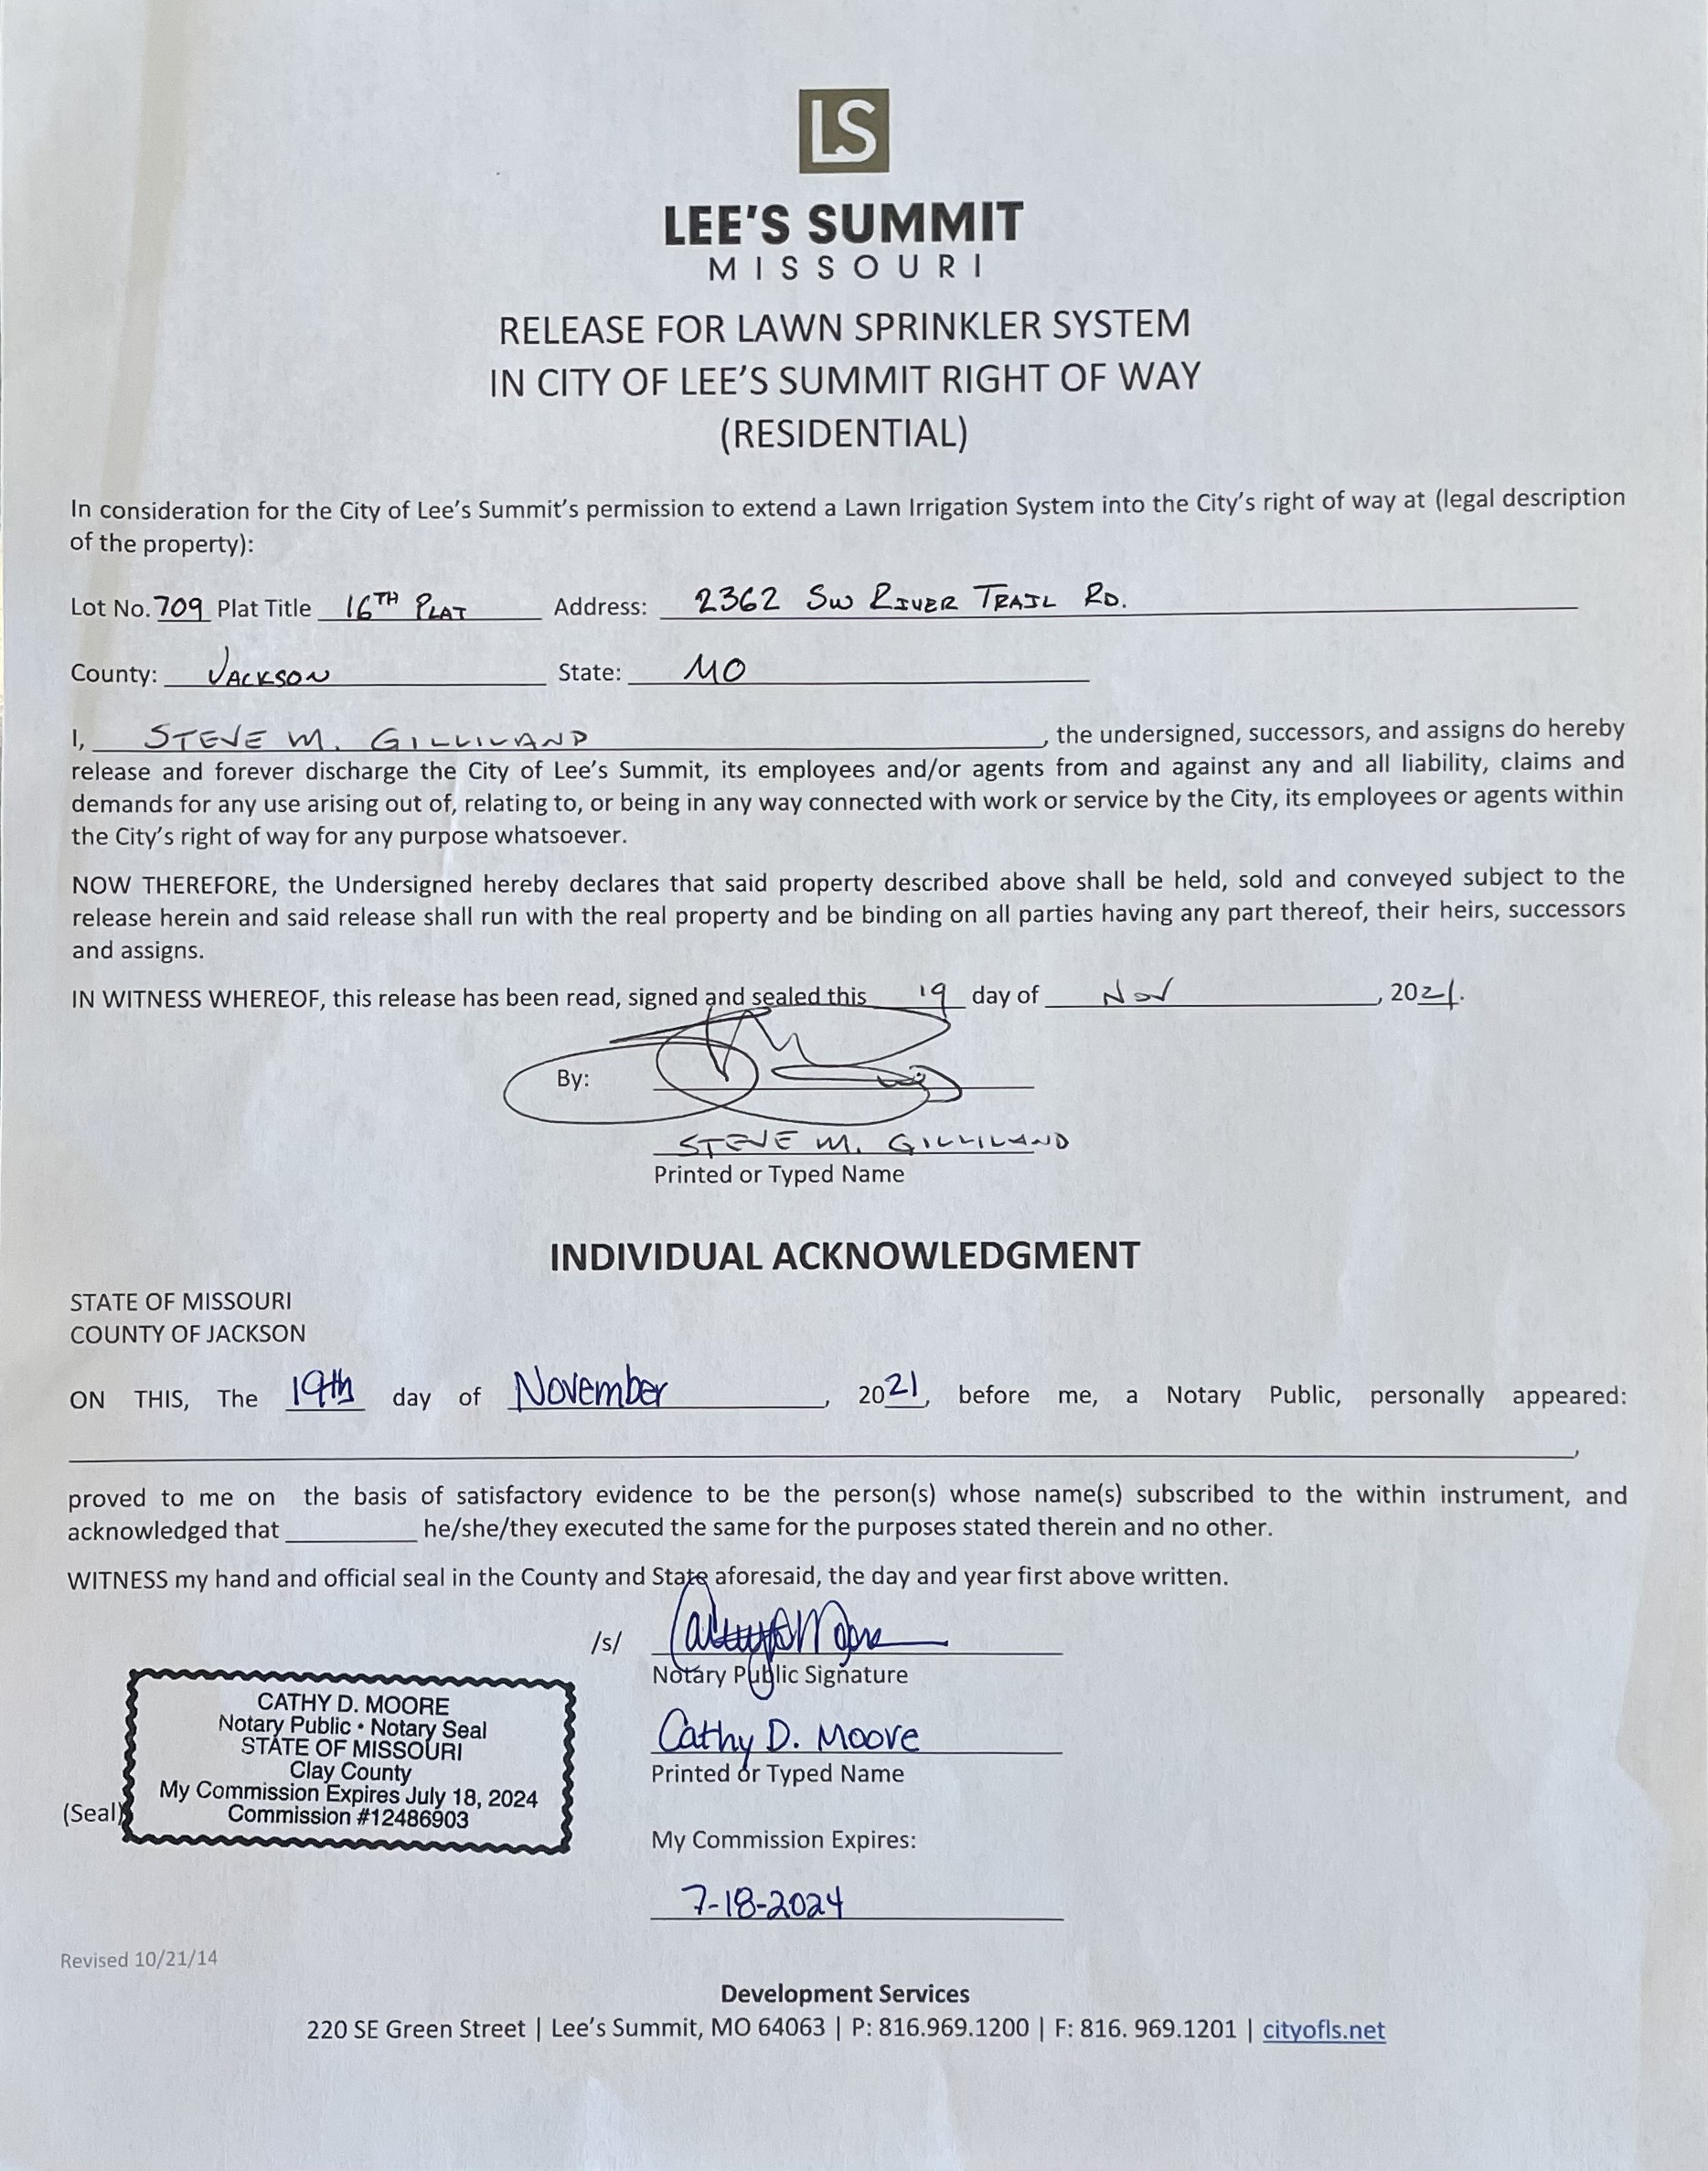 LS
LEE'S SUMMIT
MISSOURI
RELEASE FOR LAWN SPRINKLER SYSTEM
IN CITY OF LEE'S SUMMIT RIGHT OF WAY
(RESIDENTIAL)
In consideration for the City of Lee's Summit's permission to extend a Lawn Irrigation System into the City's right of way at (legal description
of the property):
Lot No. 709 Plat Title 16TH PLAT Address: 2362 SW RIVER TRAIL RD.
County: JACKSON State: MO
I, STEVE M. GILLILAND, the undersigned, successors, and assigns do hereby
release and forever discharge the City of Lee's Summit, its employees and/or agents from and against any and all liability, claims and
demands for any use arising out of, relating to, or being in any way connected with work or service by the City, its employees or agents within
the City's right of way for any purpose whatsoever.
NOW THEREFORE, the Undersigned hereby declares that said property described above shall be held, sold and conveyed subject to the
release herein and said release shall run with the real property and be binding on all parties having any part thereof, their heirs, successors
and assigns.
IN WITNESS WHEREOF, this release has been read, signed and sealed this 19 day of Nov, 2021.
By:
STEVE M. GILLILAND
Printed or Typed Name
INDIVIDUAL ACKNOWLEDGMENT
STATE OF MISSOURI
COUNTY OF JACKSON
ON THIS, The 19th day of November, 2021, before me, a Notary Public, personally appeared:
,
proved to me on the basis of satisfactory evidence to be the person(s) whose name(s) subscribed to the within instrument, and
acknowledged that ________ he/she/they executed the same for the purposes stated therein and no other.
WITNESS my hand and official seal in the County and State aforesaid, the day and year first above written.
/s/ Cathy D Moore
Notary Public Signature
CATHY D. MOORE
Notary Public • Notary Seal
STATE OF MISSOURI
Clay County
My Commission Expires July 18, 2024
Commission #12486903
(Seal)
Cathy D. Moore
Printed or Typed Name
My Commission Expires:
7-18-2024
Revised 10/21/14
Development Services
220 SE Green Street | Lee's Summit, MO 64063 | P: 816.969.1200 | F: 816. 969.1201 | cityofls.net